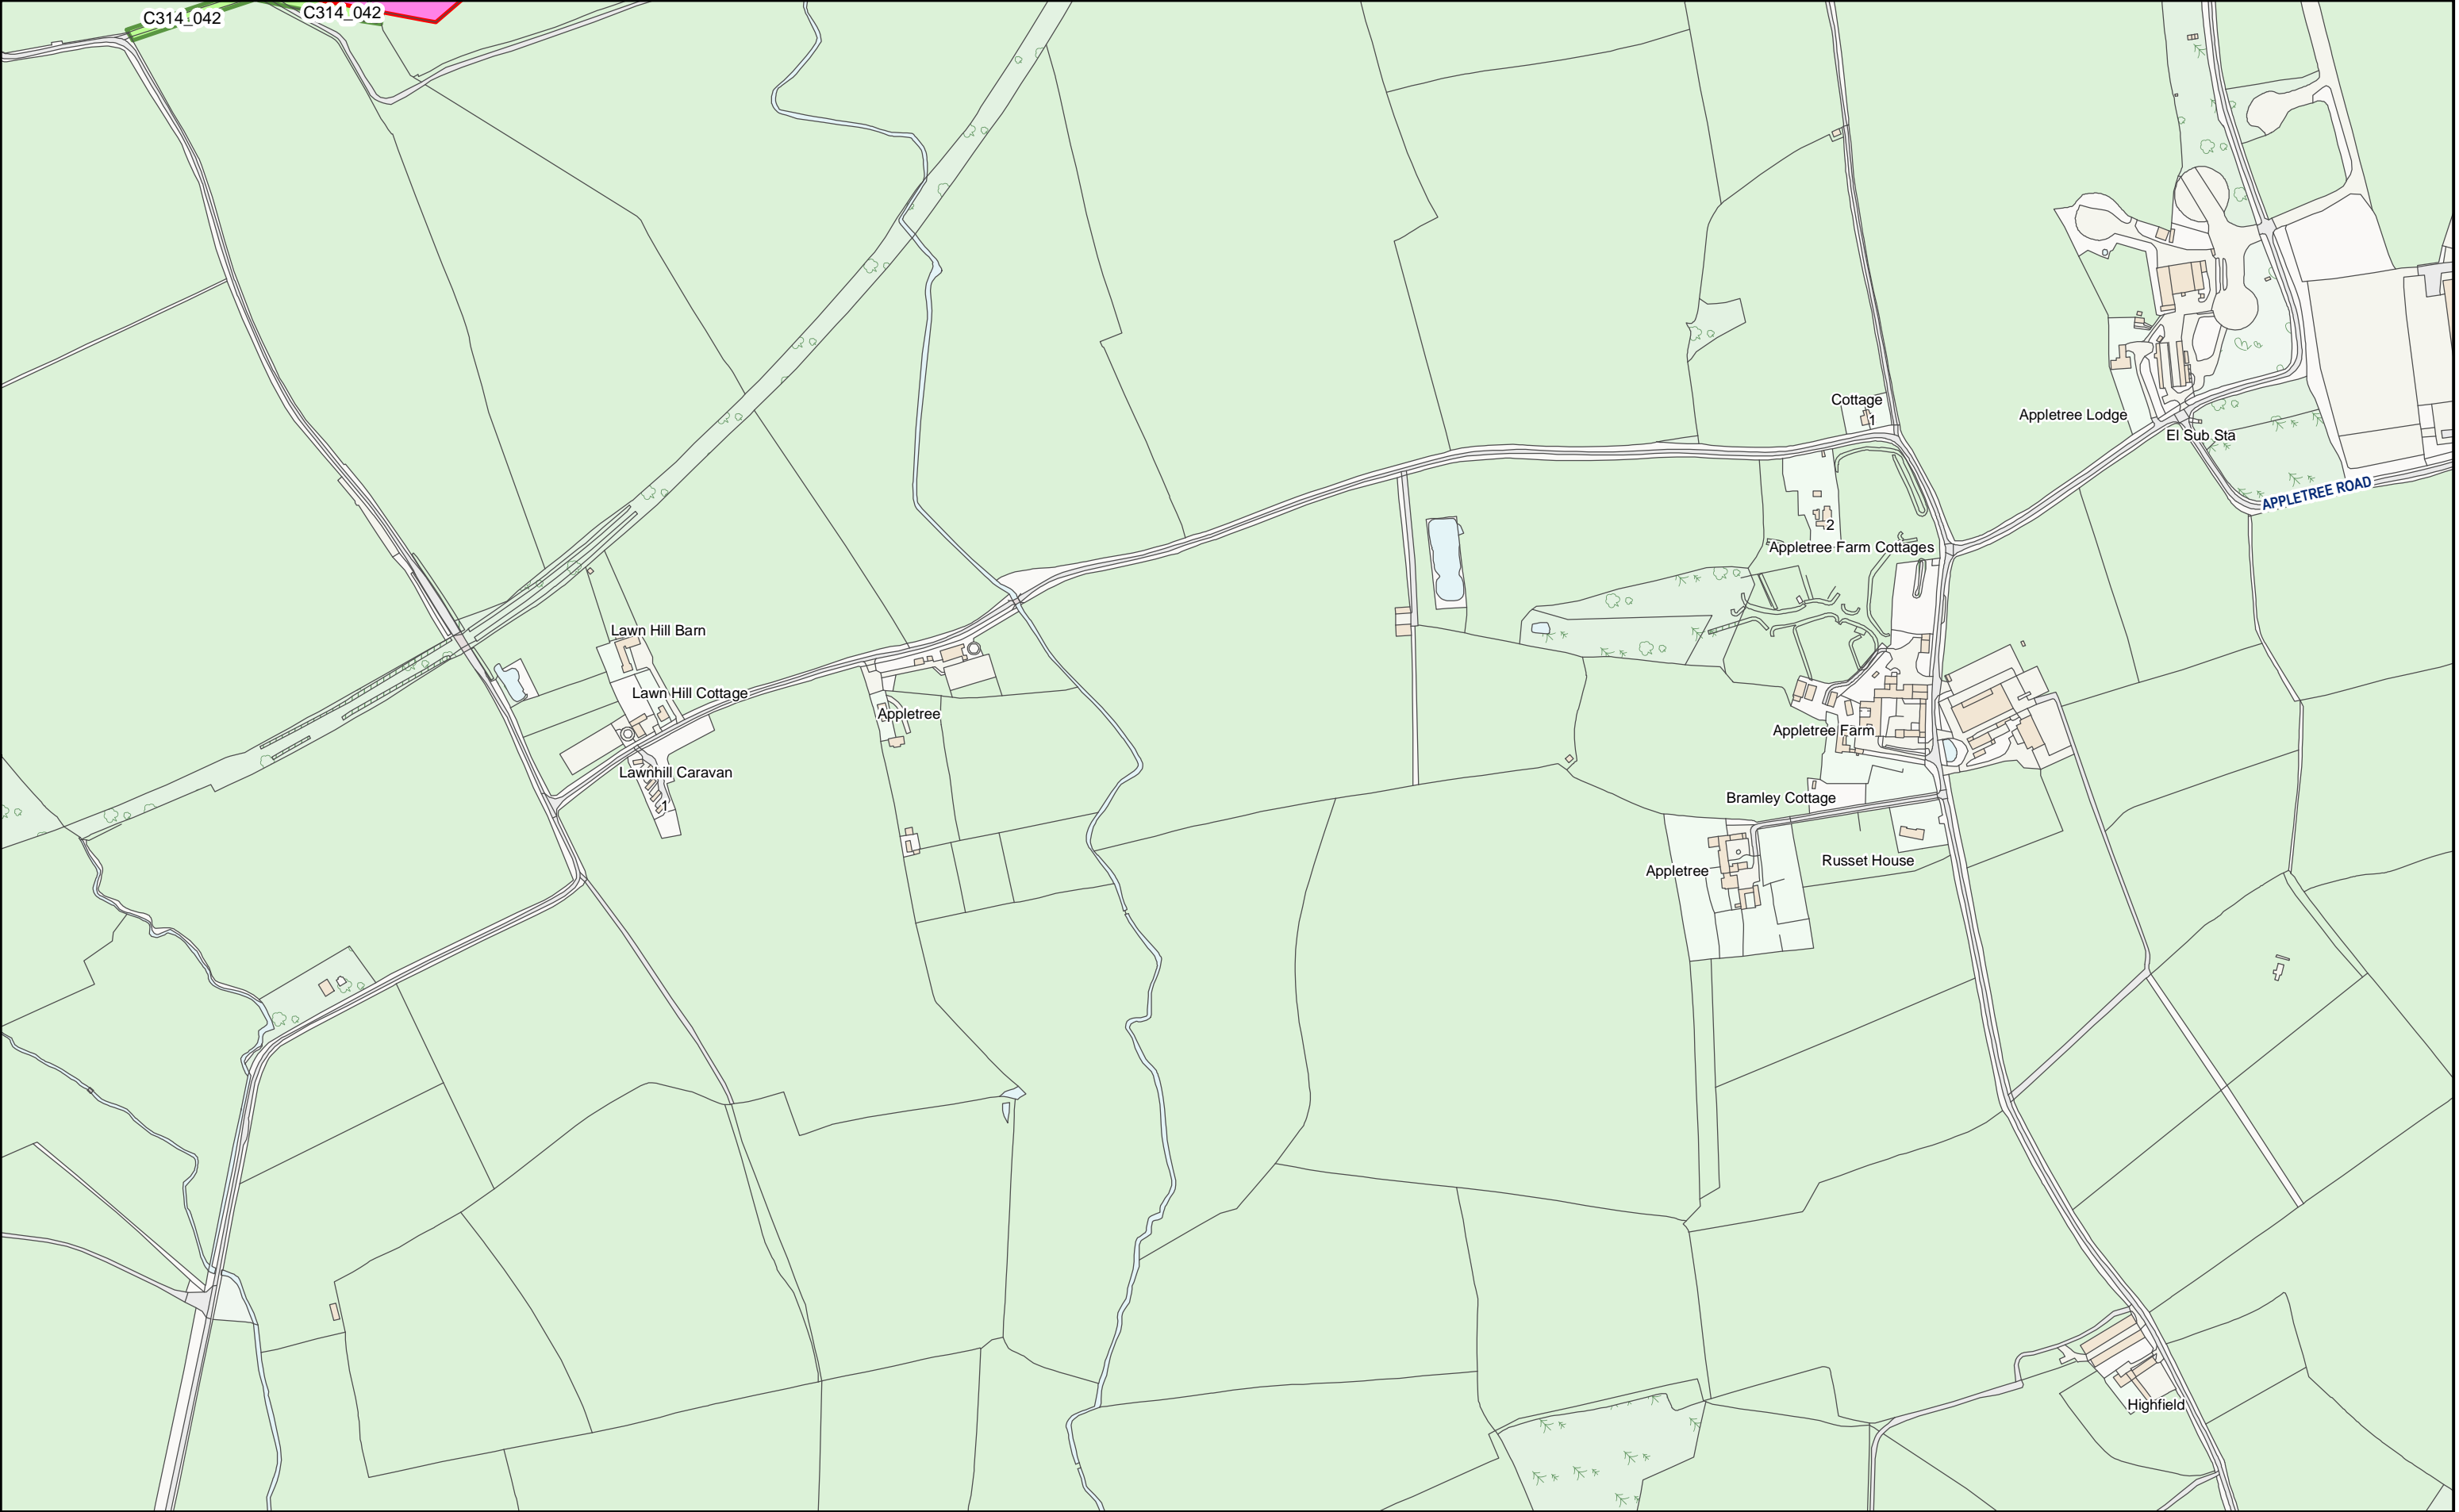 C314_042
C314_042
Cottage
1
Appletree Lodge
El Sub Sta
APPLETREE ROAD
2
Appletree Farm Cottages
Lawn Hill Barn
Lawn Hill Cottage
Appletree
Appletree Farm
Lawnhill Caravan
1
Bramley Cottage
Russet House
Appletree
Highfield